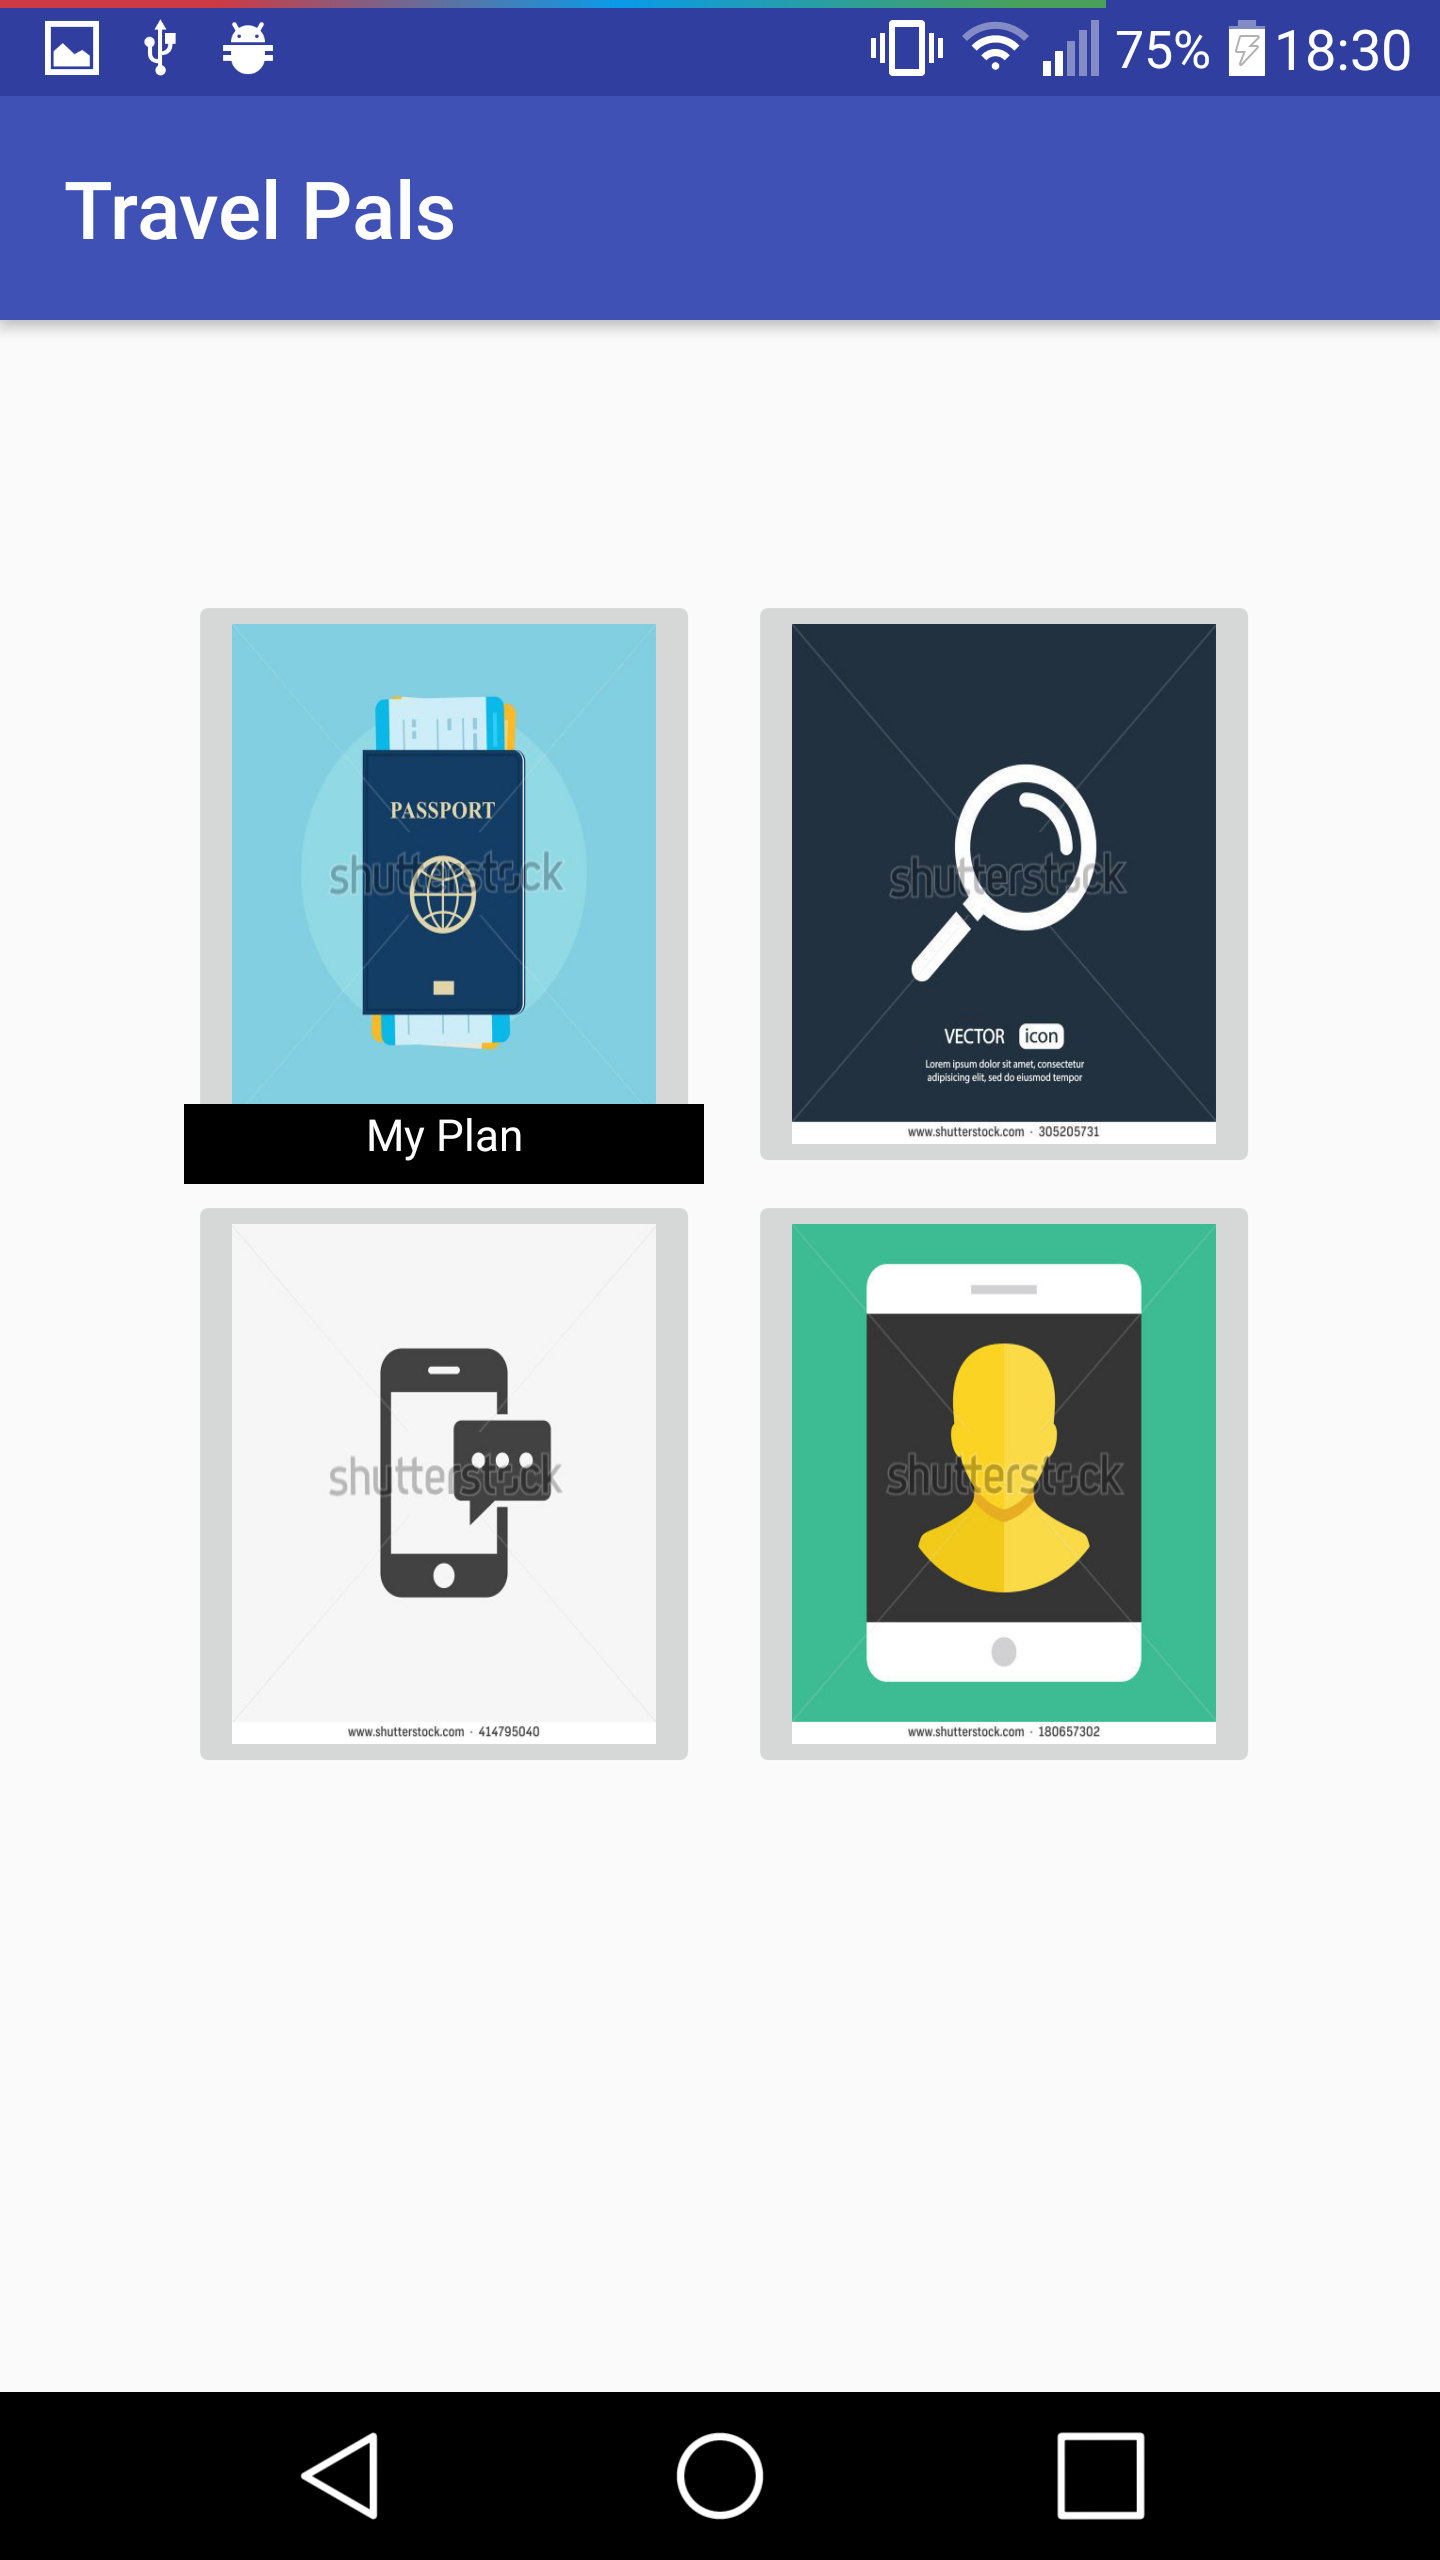 75% 18:30
Travel Pals
PASSPORT
shutterstock
My Plan
shutterstock
VECTOR icon
Lorem ipsum dolor sit amet, consectetur
adipisicing elit, sed do eiusmod tempor
www.shutterstock.com · 305205731
shutterstock
www.shutterstock.com · 414795040
shutterstock
www.shutterstock.com · 180657302